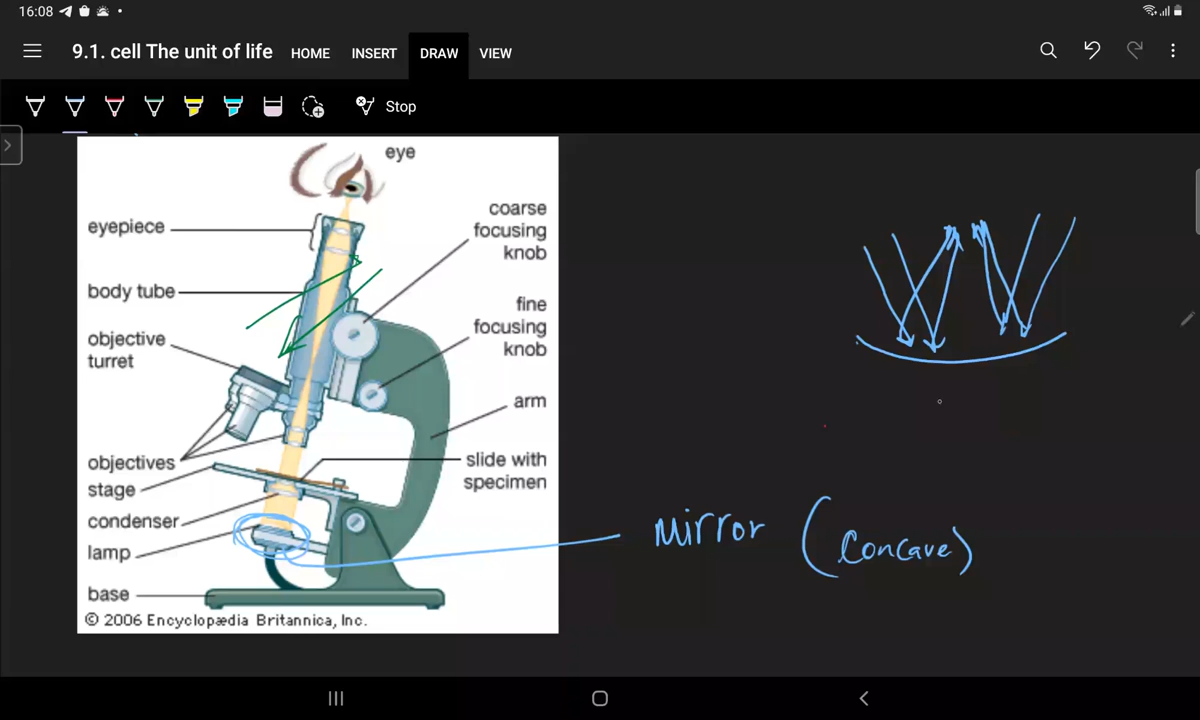 16:08
9.1. cell The unit of life
HOME
INSERT
DRAW
VIEW
Stop
eye
eyepiece
coarse
focusing
knob
body tube
fine
focusing
knob
objective
turret
arm
objectives
slide with
specimen
stage
condenser
lamp
base
© 2006 Encyclopædia Britannica, Inc.
Mirror (Concave)